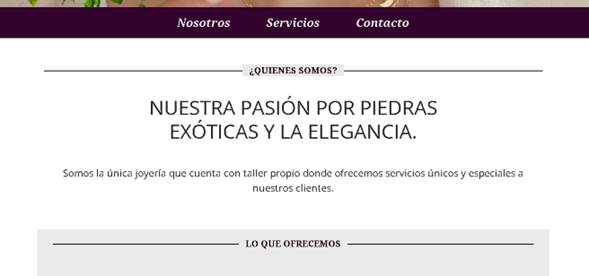 Nosotros Servicios Contacto
¿QUIENES SOMOS?
NUESTRA PASIÓN POR PIEDRAS
EXÓTICAS Y LA ELEGANCIA.
Somos la única joyería que cuenta con taller propio donde ofrecemos servicios únicos y especiales a
nuestros clientes.
LO QUE OFRECEMOS